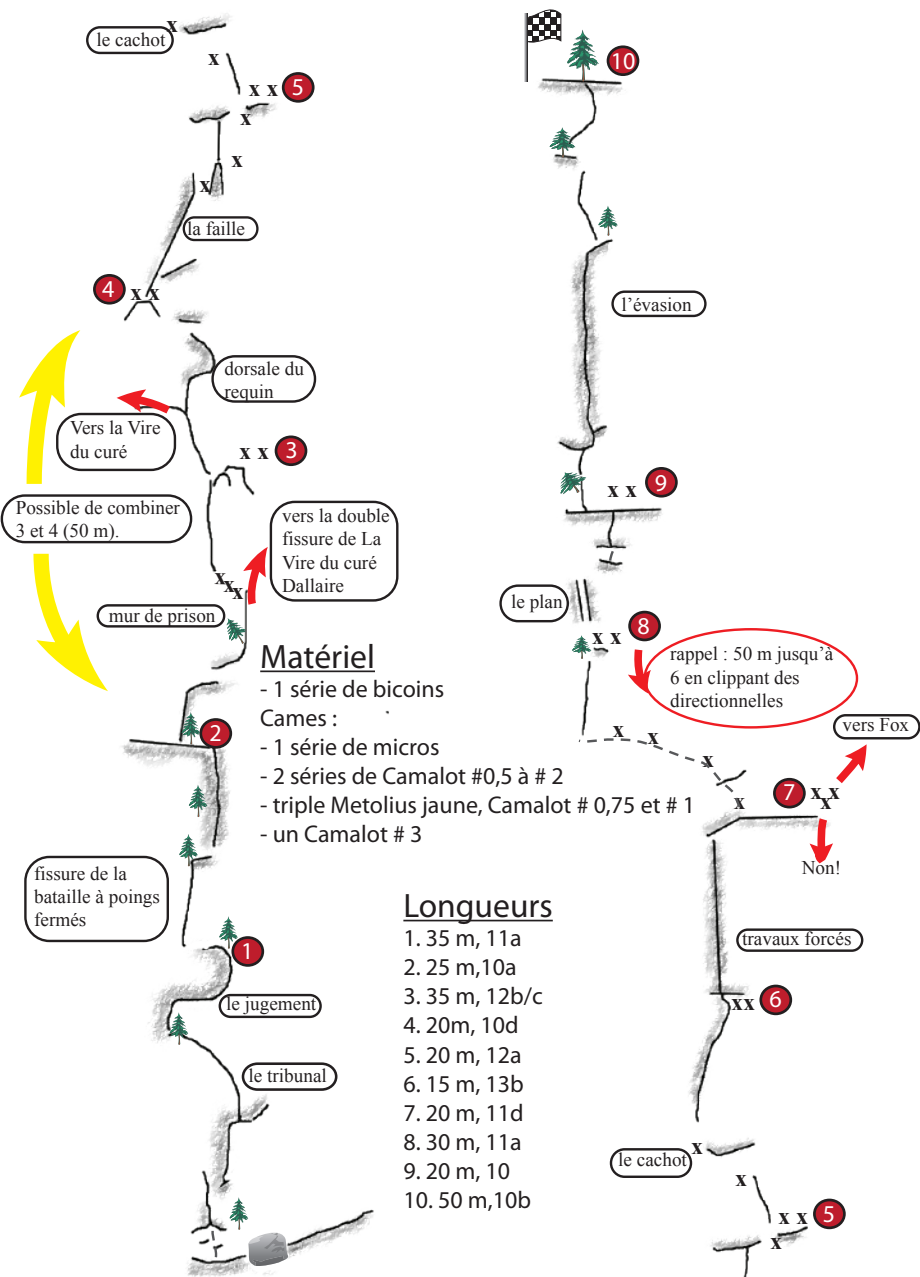 le cachot
x
x
x x 5
x
x
x
la faille
4 x x
dorsale du
requin
Vers la Vire
du curé
x x 3
Possible de combiner
3 et 4 (50 m).
vers la double
fissure de La
Vire du curé
Dallaire
x
x
x
mur de prison
2
fissure de la
bataille à poings
fermés
1
le jugement
le tribunal
Matériel
- 1 série de bicoins
Cames :
- 1 série de micros
- 2 séries de Camalot #0,5 à # 2
- triple Metolius jaune, Camalot # 0,75 et # 1
- un Camalot # 3
Longueurs
1. 35 m, 11a
2. 25 m,10a
3. 35 m, 12b/c
4. 20m, 10d
5. 20 m, 12a
6. 15 m, 13b
7. 20 m, 11d
8. 30 m, 11a
9. 20 m, 10
10. 50 m,10b
10
l'évasion
x x 9
le plan
x x 8
rappel : 50 m jusqu'à
6 en clippant des
directionnelles
vers Fox
x
x
x
x
7 x x
x
Non!
travaux forcés
xx 6
le cachot
x
x
x x 5
x